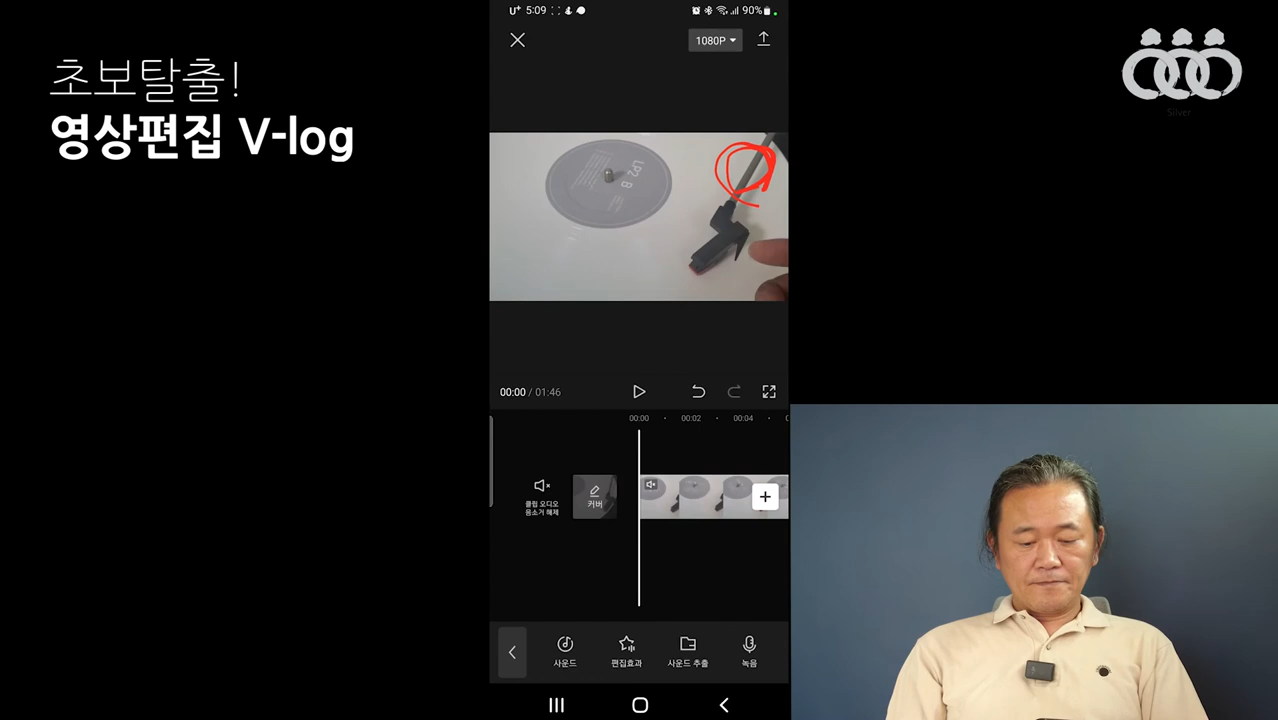 초보탈출!
영상편집 V-log
Silver
U+ 5:09
90%
1080P
LP2 B
00:00 / 01:46
00:00
00:02
00:04
클립 오디오
음소거 해제
커버
사운드
편집효과
사운드 추출
녹음